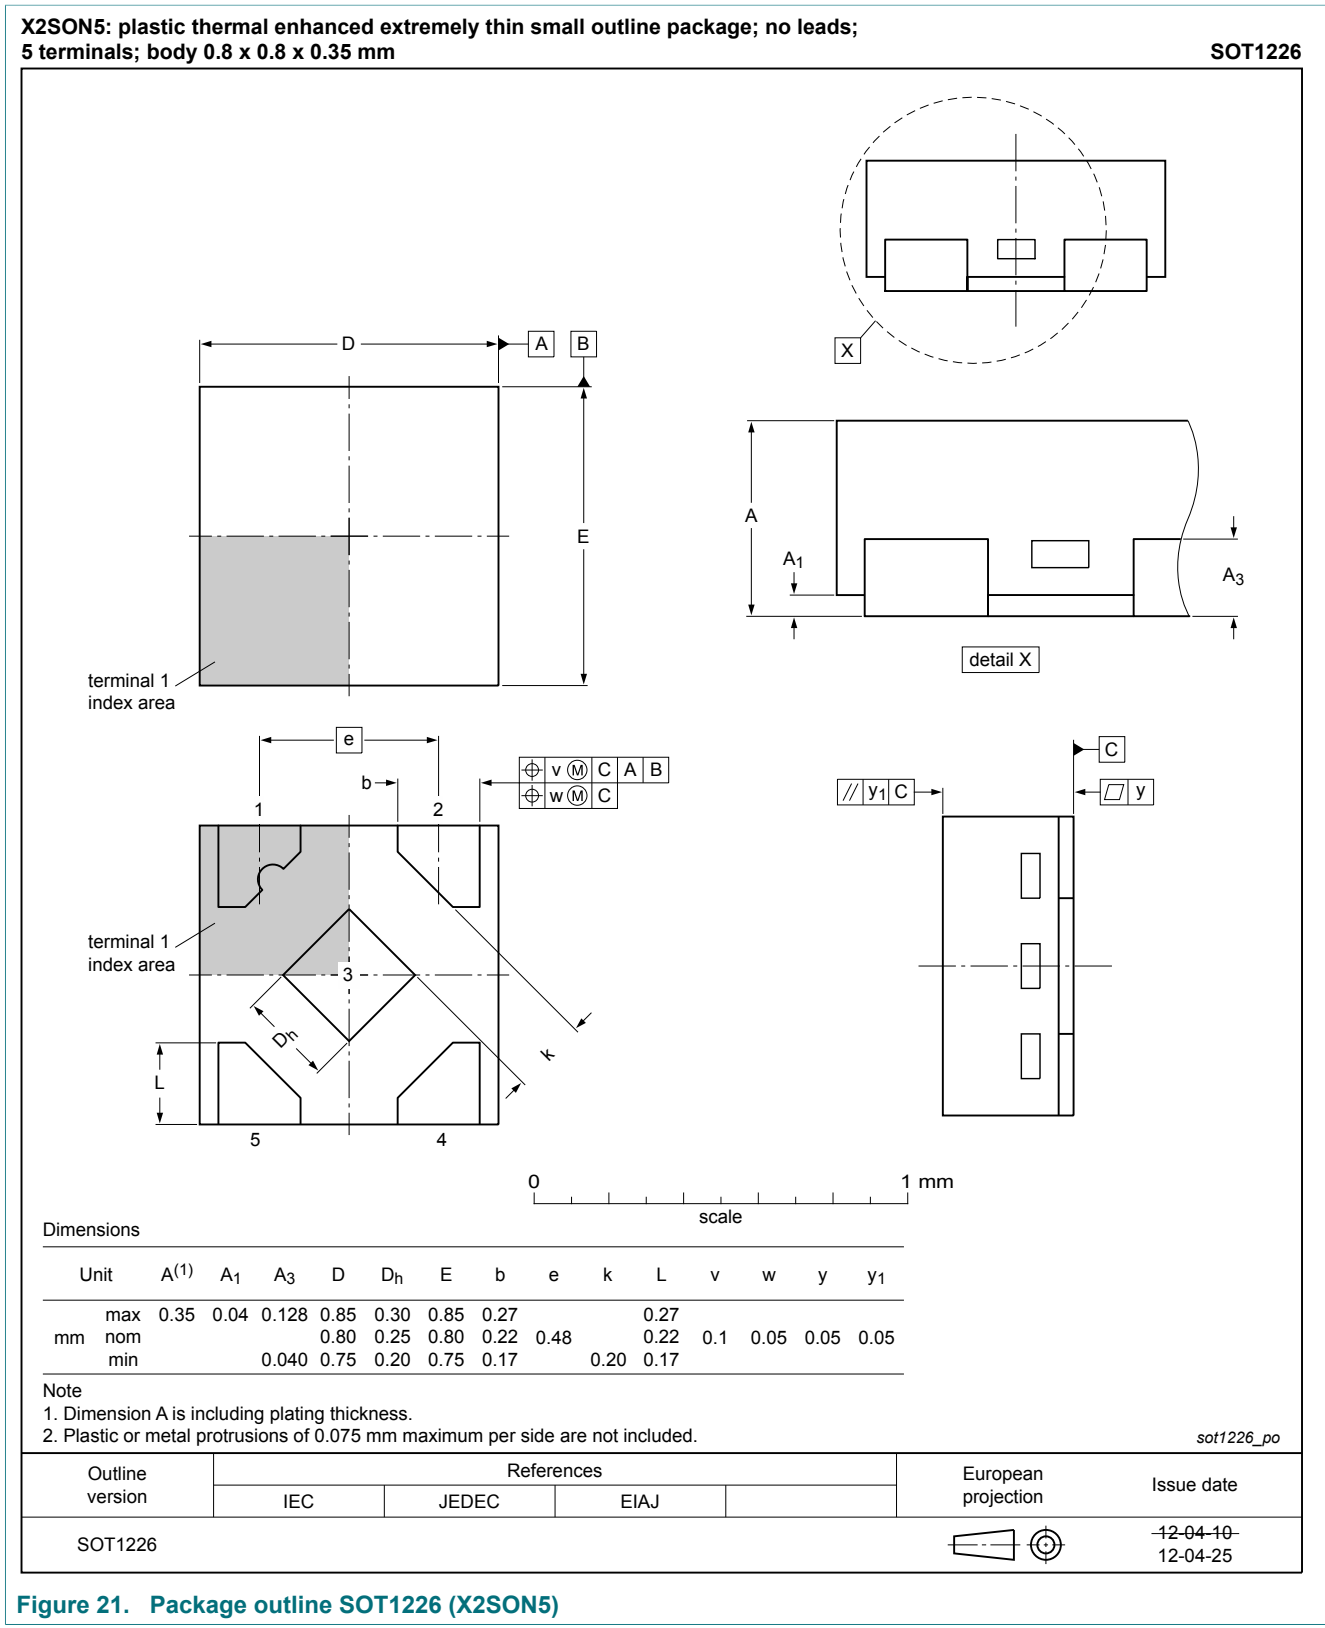 X2SON5: plastic thermal enhanced extremely thin small outline package; no leads;
5 terminals; body 0.8 x 0.8 x 0.35 mm SOT1226
X
D A B
E
terminal 1
index area
A
A1
A3
detail X
e
b
v M C A B
w M C
1 2
terminal 1
index area
3
Dh
k
L
5 4
C
// y1 C
y
0 1 mm
scale
Dimensions
Unit A(1) A1 A3 D Dh E b e k L v w y y1
max 0.35 0.04 0.128 0.85 0.30 0.85 0.27 0.27
mm nom 0.80 0.25 0.80 0.22 0.48 0.22 0.1 0.05 0.05 0.05
min 0.040 0.75 0.20 0.75 0.17 0.20 0.17
Note
1. Dimension A is including plating thickness.
2. Plastic or metal protrusions of 0.075 mm maximum per side are not included.
sot1226_po
Outline
version
References
IEC JEDEC EIAJ
European
projection
Issue date
SOT1226
12-04-10
12-04-25
Figure 21. Package outline SOT1226 (X2SON5)